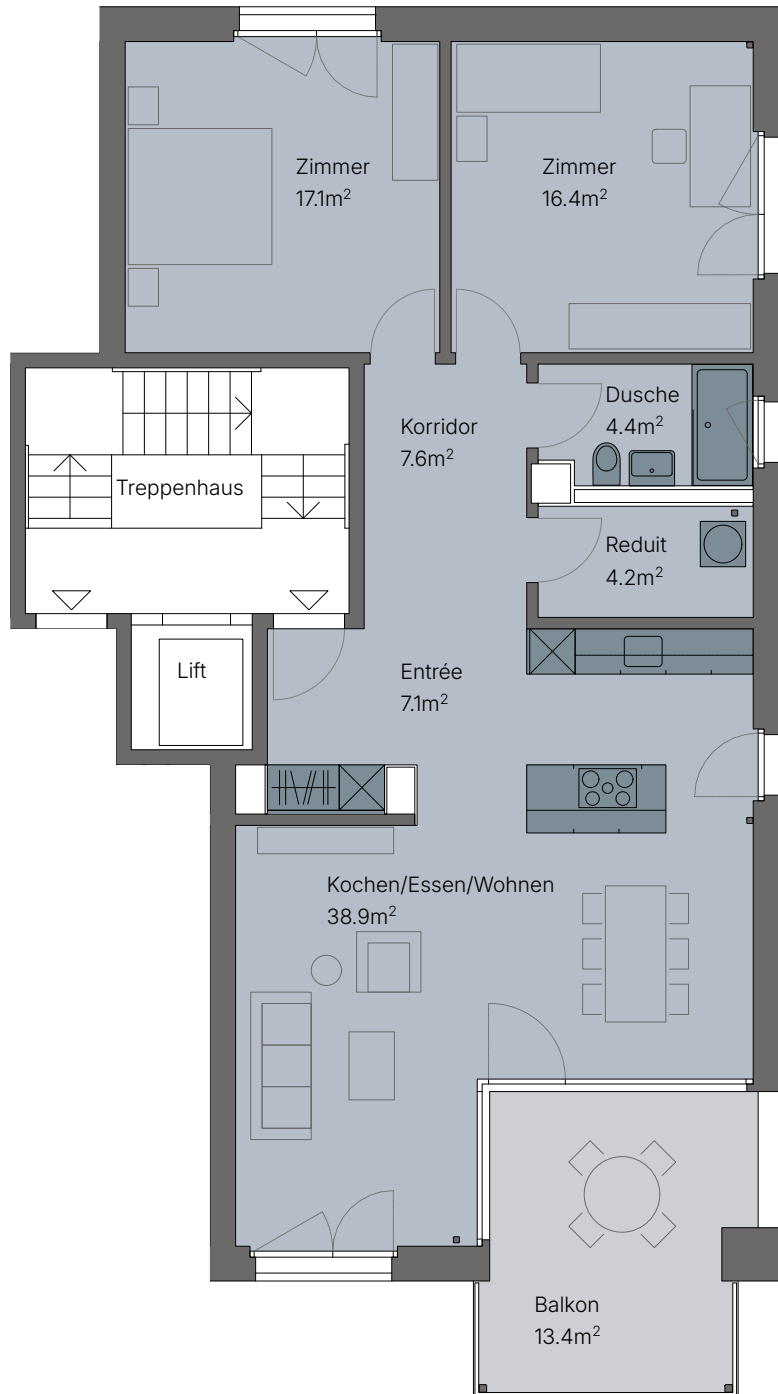 Zimmer
17.1m²
Zimmer
16.4m²
Dusche
4.4m²
Korridor
7.6m²
Treppenhaus
Reduit
4.2m²
Lift
Entrée
7.1m²
Kochen/Essen/Wohnen
38.9m²
Balkon
13.4m²